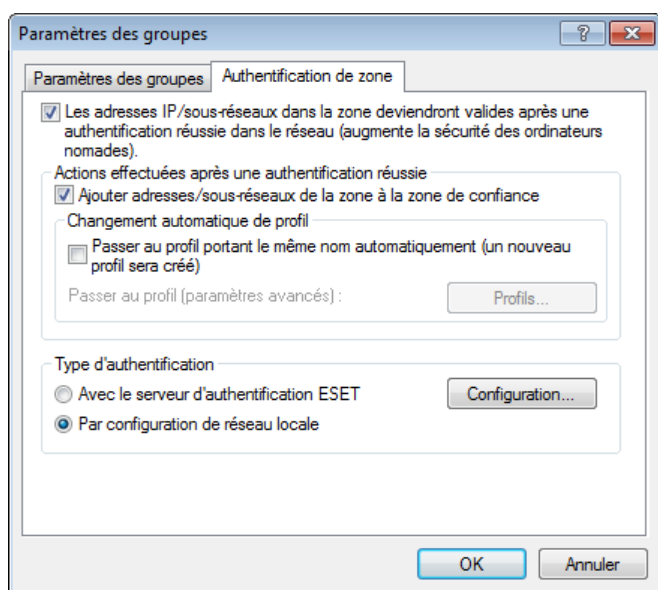 Paramètres des groupes
Paramètres des groupes
Authentification de zone
Les adresses IP/sous-réseaux dans la zone deviendront valides après une
authentification réussie dans le réseau (augmente la sécurité des ordinateurs
nomades).
Actions effectuées après une authentification réussie
Ajouter adresses/sous-réseaux de la zone à la zone de confiance
Changement automatique de profil
Passer au profil portant le même nom automatiquement (un nouveau
profil sera créé)
Passer au profil (paramètres avancés) :
Profils...
Type d'authentification
Avec le serveur d'authentification ESET
Configuration...
Par configuration de réseau locale
OK
Annuler